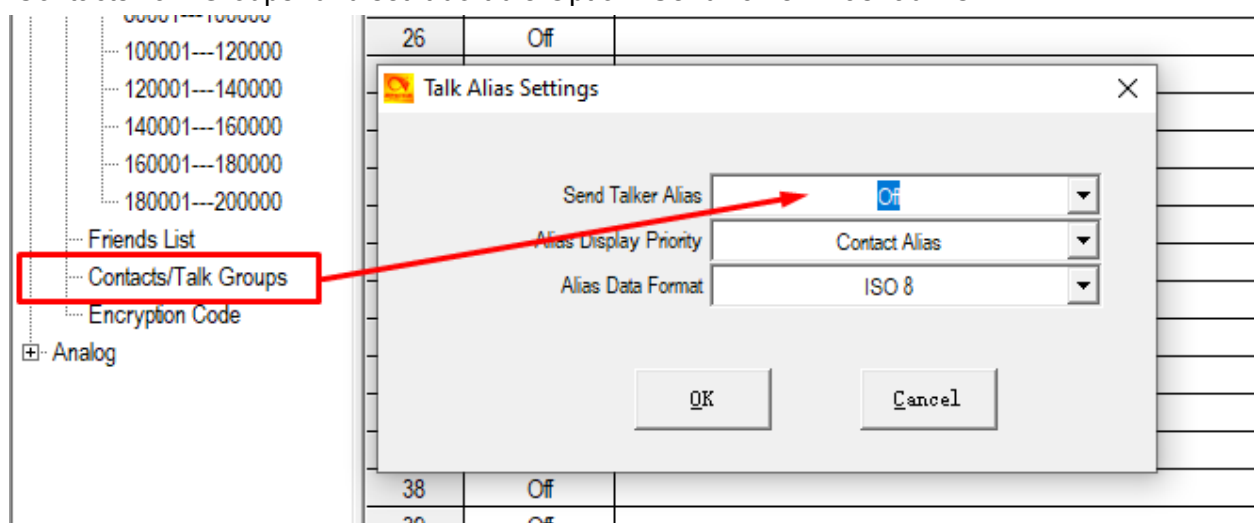 100001---120000
26 Off
120001---140000
Talk Alias Settings
140001---160000
160001---180000
180001---200000
Send Talker Alias Off
Friends List
Alias Display Priority Contact Alias
Contacts/Talk Groups
Alias Data Format ISO 8
Encryption Code
Analog
OK Cancel
38 Off